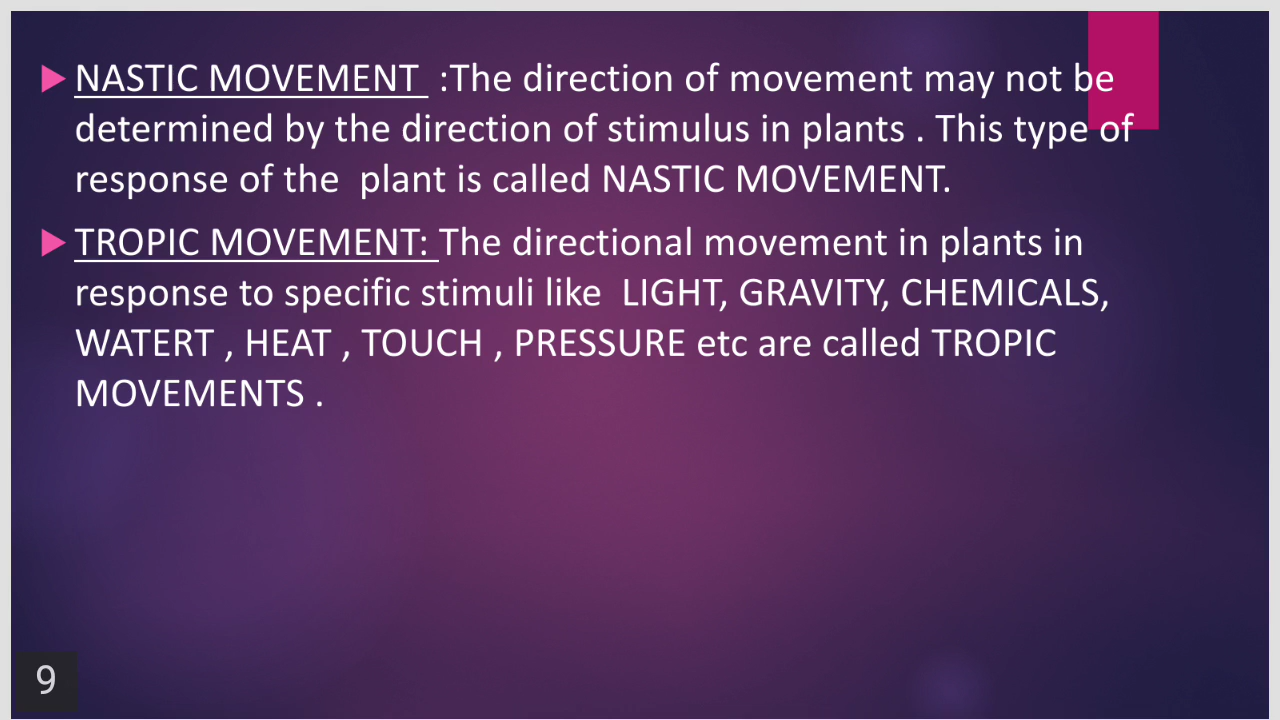 NASTIC MOVEMENT  :The direction of movement may not be
determined by the direction of stimulus in plants . This type of
response of the  plant is called NASTIC MOVEMENT.
TROPIC MOVEMENT: The directional movement in plants in
response to specific stimuli like  LIGHT, GRAVITY, CHEMICALS,
WATERT , HEAT , TOUCH , PRESSURE etc are called TROPIC
MOVEMENTS .
9